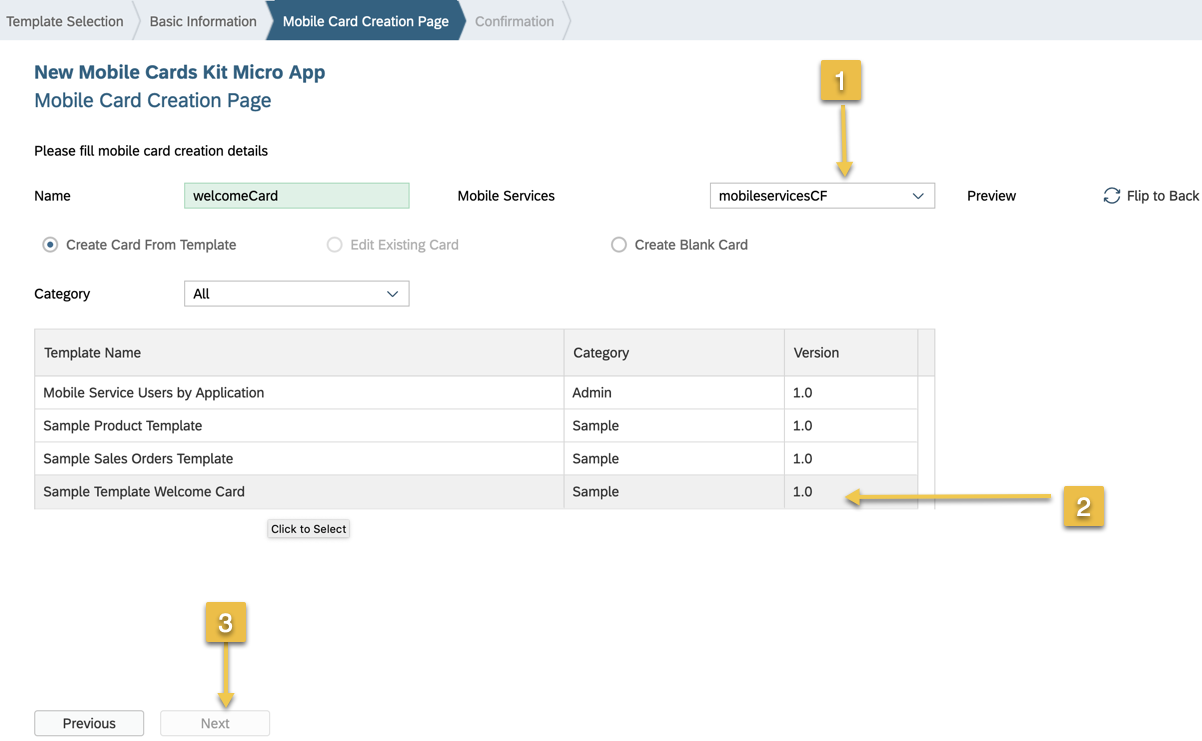 Template Selection Basic Information Mobile Card Creation Page Confirmation
New Mobile Cards Kit Micro App
Mobile Card Creation Page
1
Please fill mobile card creation details
Name welcomeCard Mobile Services mobileservicesCF Preview Flip to Back
Create Card From Template Edit Existing Card Create Blank Card
Category All
Template Name Category Version
Mobile Service Users by Application Admin 1.0
Sample Product Template Sample 1.0
Sample Sales Orders Template Sample 1.0
Sample Template Welcome Card Sample 1.0
2
Click to Select
3
Previous Next